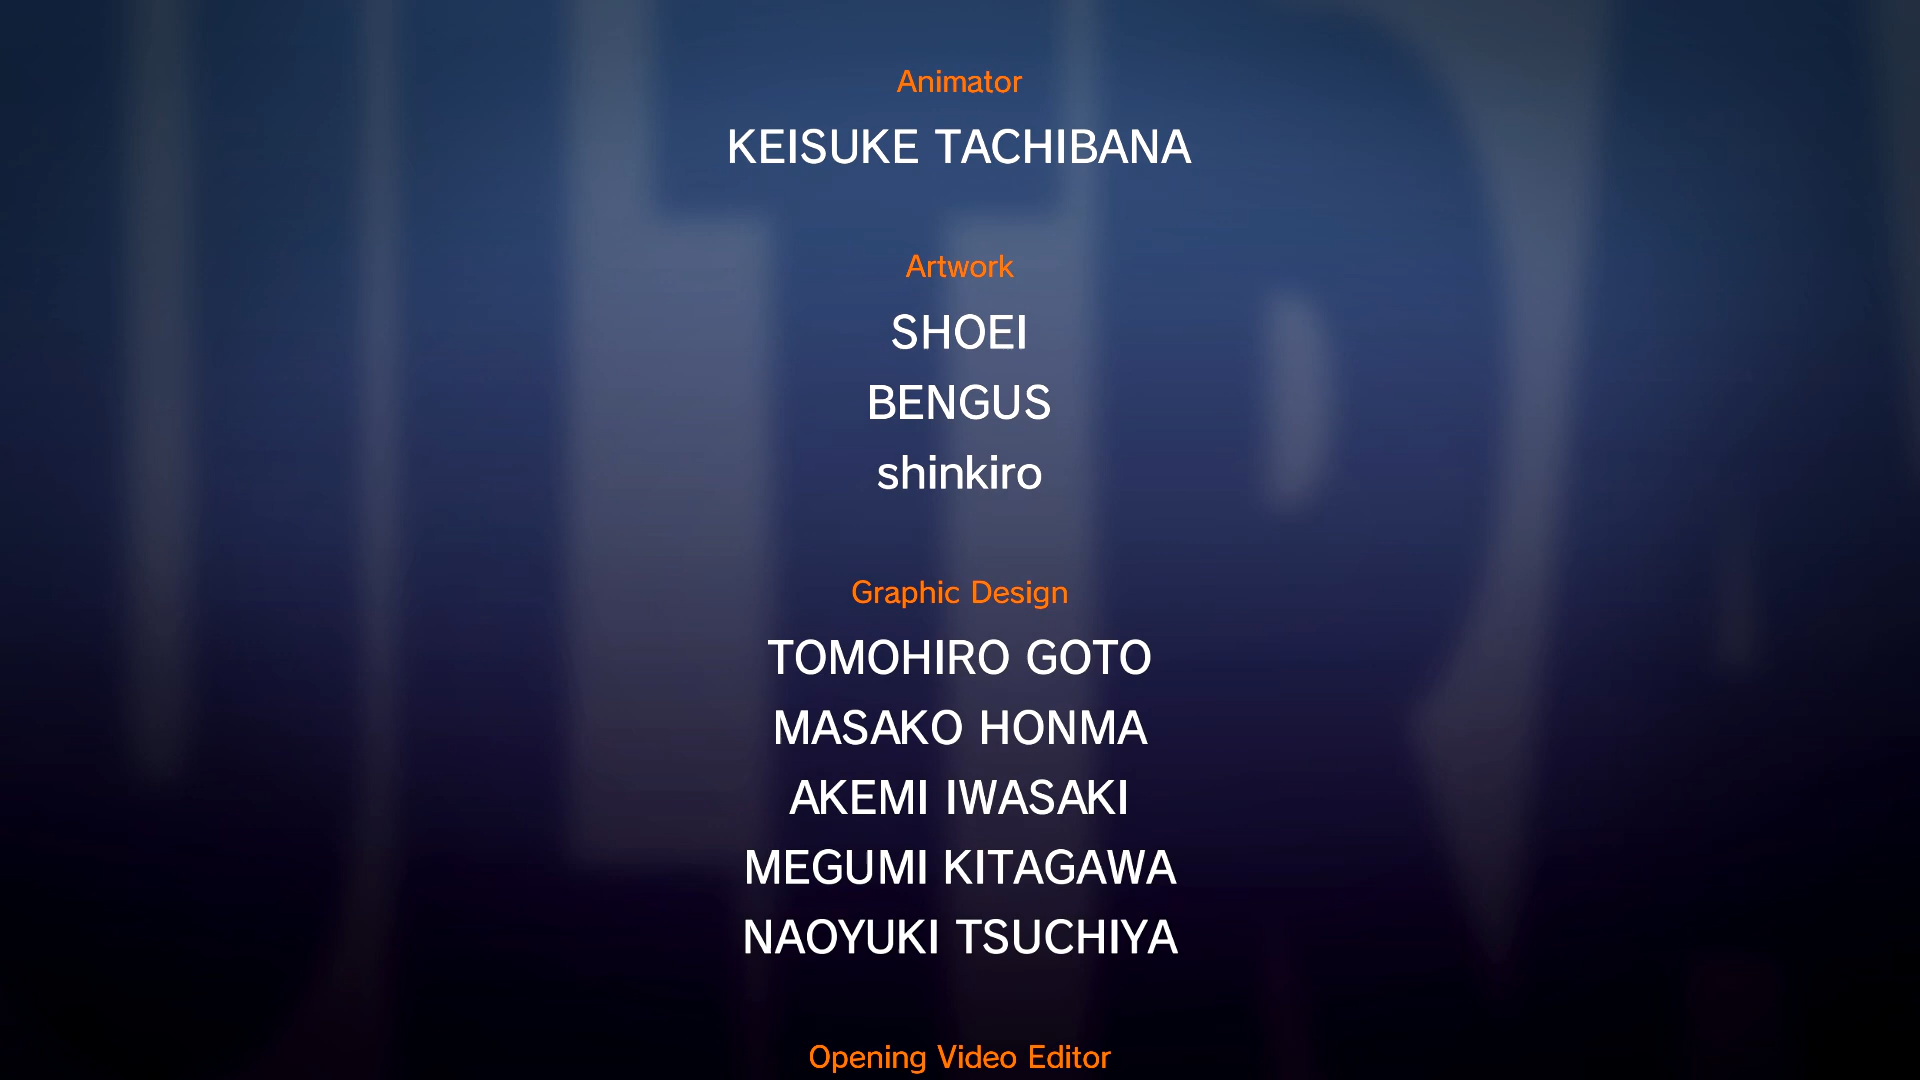 Animator
KEISUKE TACHIBANA
Artwork
SHOEI
BENGUS
shinkiro
Graphic Design
TOMOHIRO GOTO
MASAKO HONMA
AKEMI IWASAKI
MEGUMI KITAGAWA
NAOYUKI TSUCHIYA
Opening Video Editor